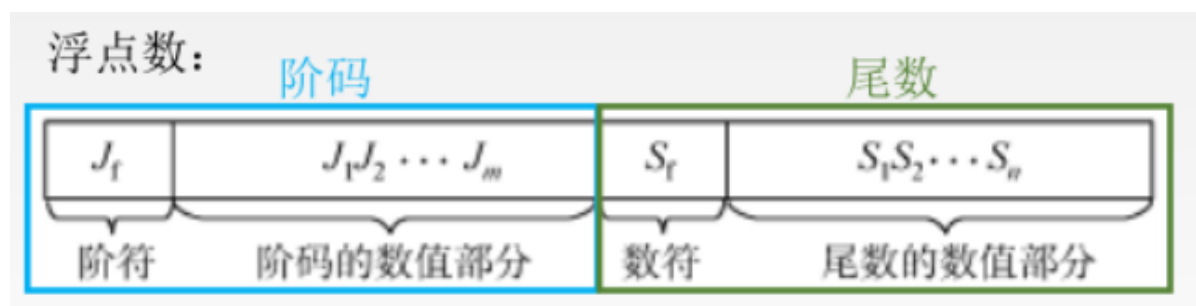 浮点数：
阶码 尾数
J_f J_1J_2 ··· J_m S_f S_1S_2 ··· S_n
阶符 阶码的数值部分 数符 尾数的数值部分